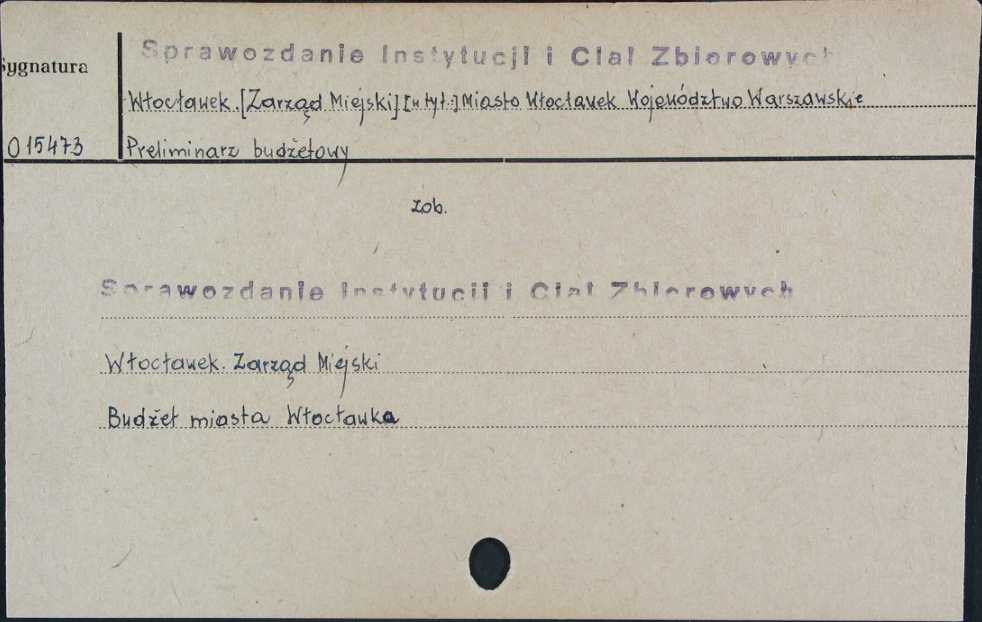 Sprawozdanie Instytucji i Ciał Zbiorowych
Sygnatura
Włocławek. [Zarząd Miejski] [w tyt.:] Miasto Włocławek Województwo Warszawskie
015473 Preliminarz budżetowy
zob.
Sprawozdanie Instytucji i Ciał Zbiorowych
Włocławek. Zarząd Miejski
Budżet miasta Włocławka